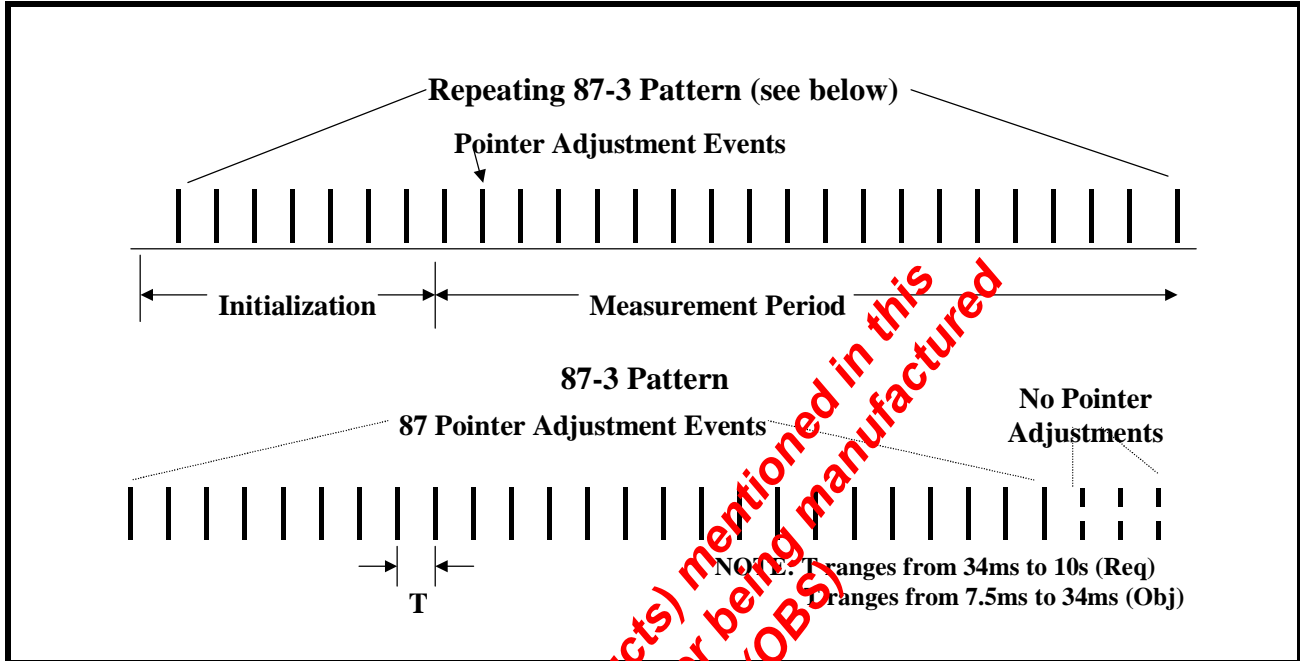 Repeating 87-3 Pattern (see below)
Pointer Adjustment Events
Initialization
Measurement Period
87-3 Pattern
87 Pointer Adjustment Events
No Pointer
Adjustments
T
NOTE: T ranges from 34ms to 10s (Req)
T ranges from 7.5ms to 34ms (Obj)
mentioned in this
being manufactured
(OBS)